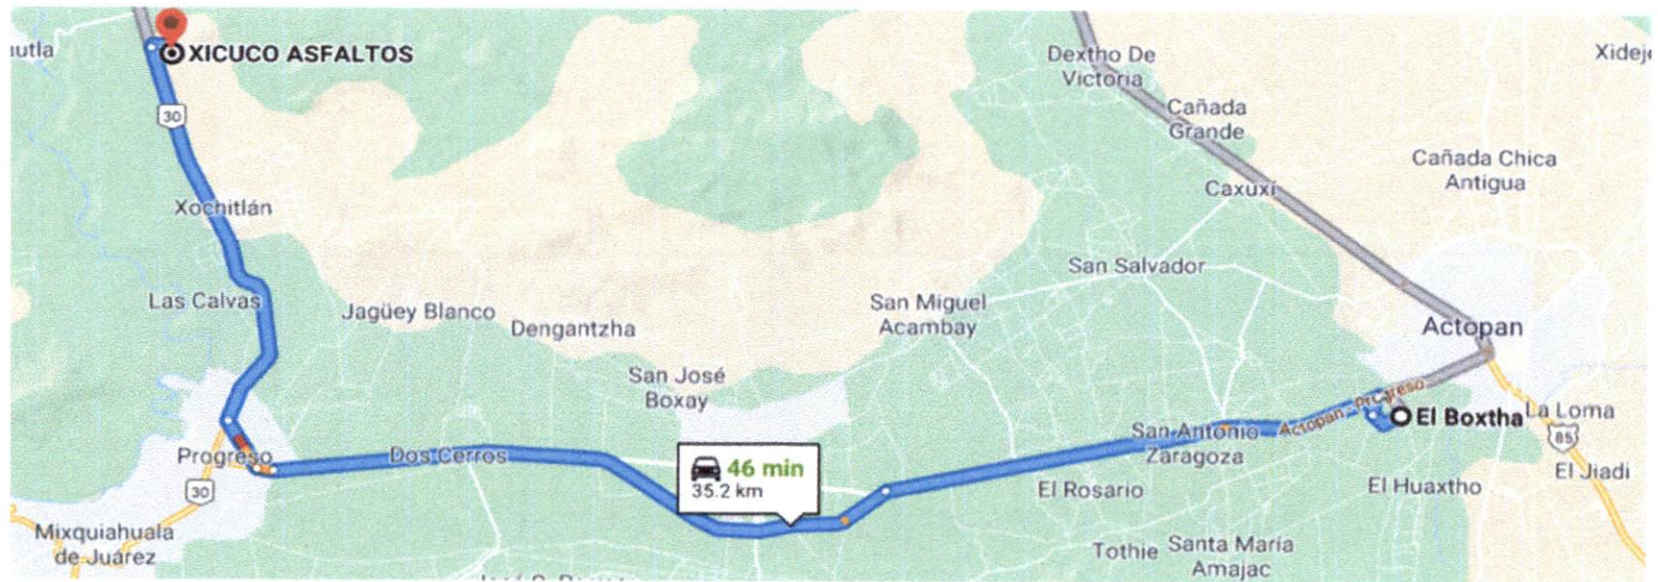 XICUCO ASFALTOS
30
Xochitlán
Las Calvas
Jagüey Blanco
Dengantzha
San José
Boxay
San Miguel
Acambay
Dextho De
Victoria
Cañada
Grande
Caxuxi
Cañada Chica
Antigua
San Salvador
Actopan
Actopan - Progreso
El Boxtha
La Loma
85
El Jiadi
El Huaxtho
San Antonio
Zaragoza
El Rosario
Tothie
Santa María
Amajac
46 min
35.2 km
Dos Cerros
Progreso
30
Mixquiahuala
de Juárez